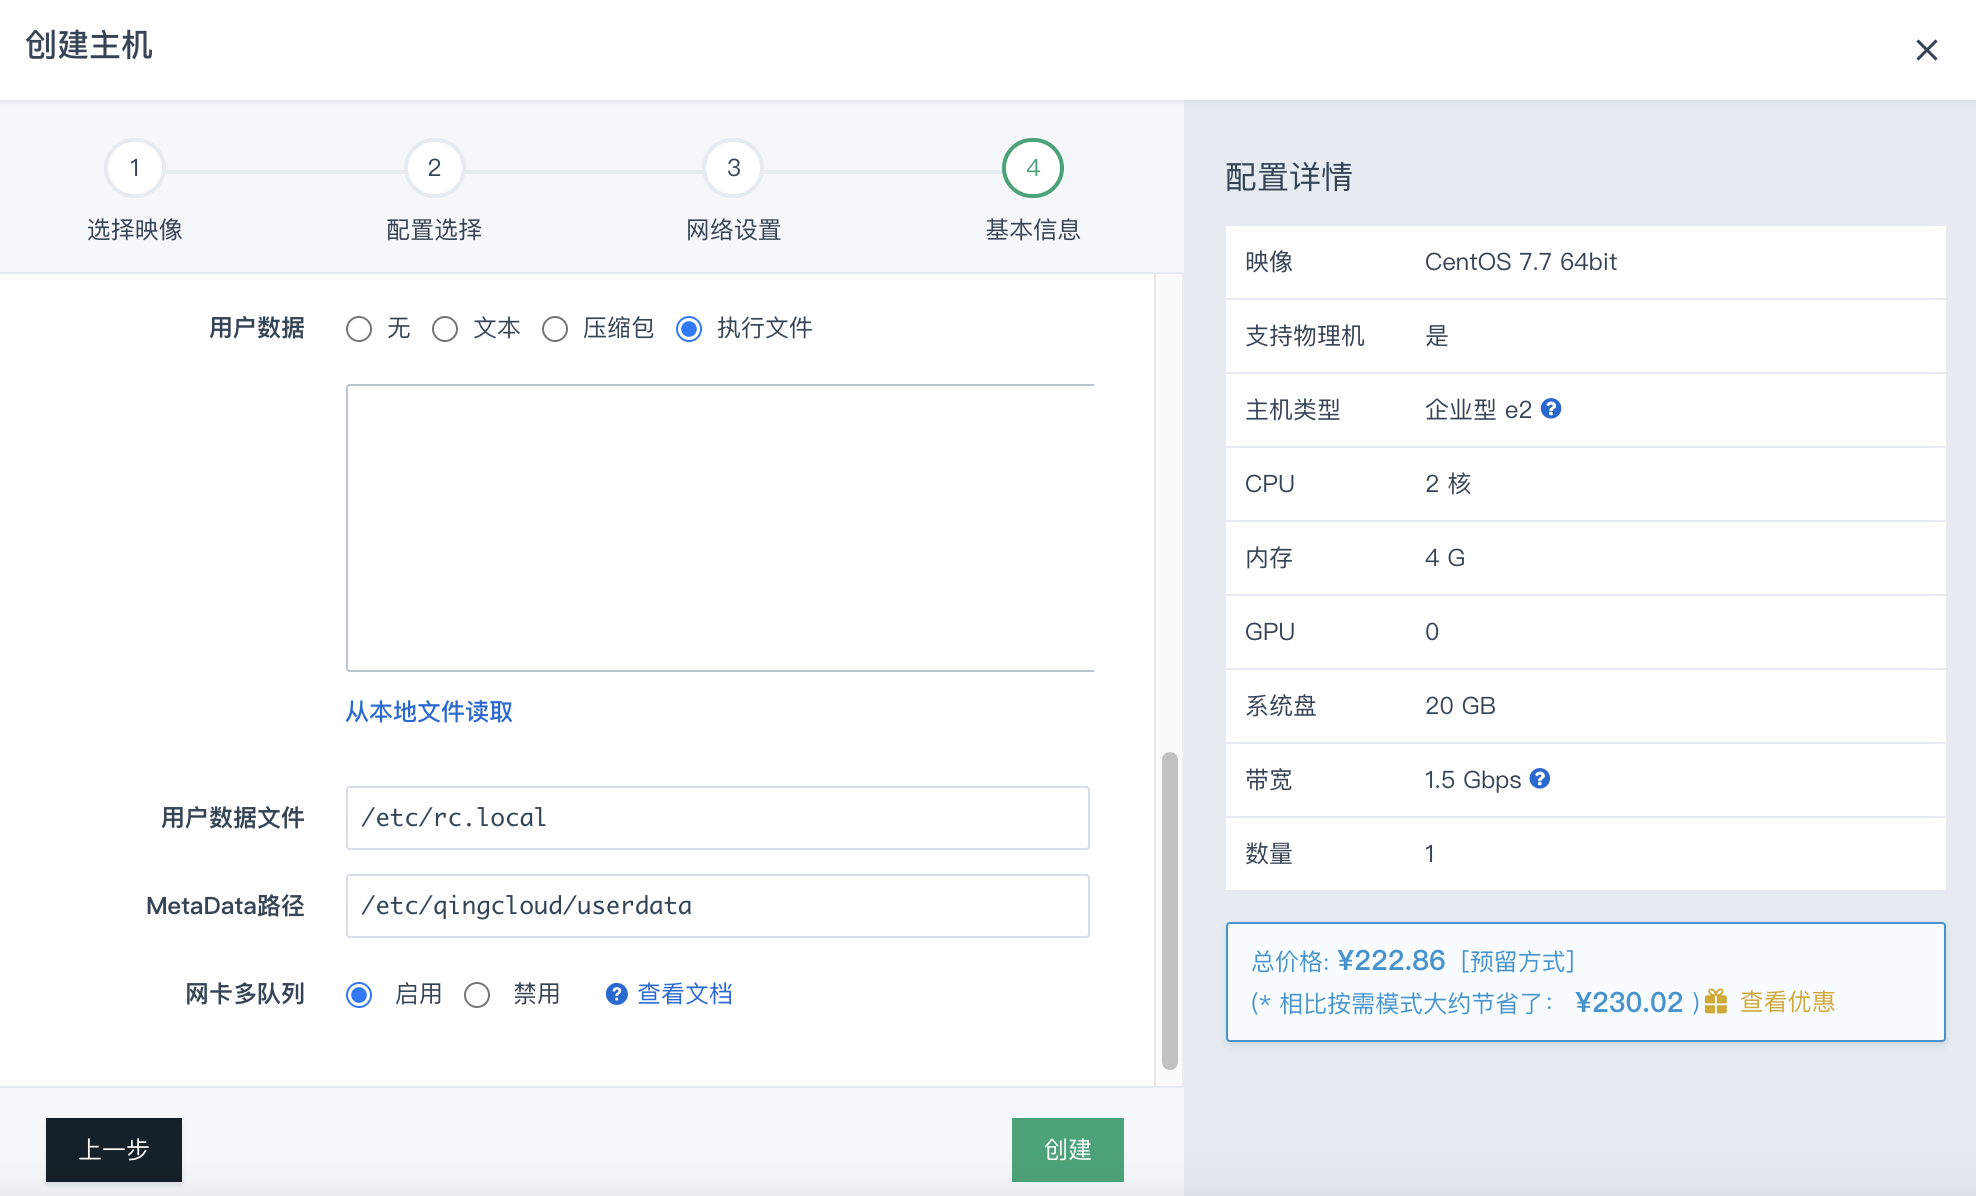 创建主机
1
2
3
4
选择映像
配置选择
网络设置
基本信息
用户数据 无 文本 压缩包 执行文件
从本地文件读取
用户数据文件 /etc/rc.local
MetaData路径 /etc/qingcloud/userdata
网卡多队列 启用 禁用 ? 查看文档
上一步
创建
配置详情
映像 CentOS 7.7 64bit
支持物理机 是
主机类型 企业型 e2 ?
CPU 2 核
内存 4 G
GPU 0
系统盘 20 GB
带宽 1.5 Gbps ?
数量 1
总价格: ¥222.86 [预留方式]
(* 相比按需模式大约节省了： ¥230.02 ) 查看优惠